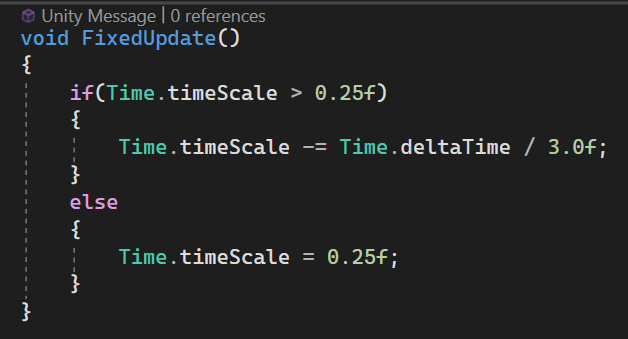 Unity Message | 0 references
void FixedUpdate()
{
if(Time.timeScale > 0.25f)
{
Time.timeScale -= Time.deltaTime / 3.0f;
}
else
{
Time.timeScale = 0.25f;
}
}